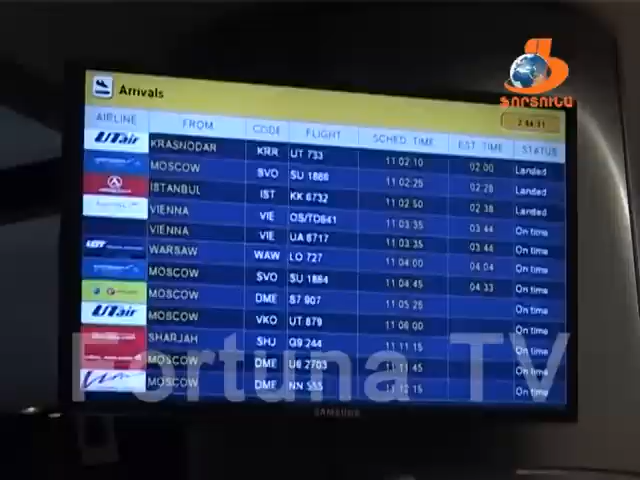 ՖՈՐՏՈՒՆԱ
Arrivals
AIRLINE FROM CODE FLIGHT SCHED TIME EST TIME STATUS
UTair KRASNODAR KRR UT 733 11 02:10 02:00 Landed
MOSCOW SVO SU 1866 11 02:25 02:28 Landed
ISTANBUL IST KK 6732 11 02:50 02:38 Landed
VIENNA VIE OS/TD641 11 03:35 03:44 On time
VIENNA VIE UA 6717 11 03:35 03:44 On time
LOT WARSAW WAW LO 727 11 04:00 04:04 On time
MOSCOW SVO SU 1864 11 04:45 04:33 On time
MOSCOW DME S7 907 11 05:25 On time
UTair MOSCOW VKO UT 879 11 06:00 On time
SHARJAH SHJ G9 244 11 11:15 On time
MOSCOW DME U6 2703 11 11:45 On time
MOSCOW DME NN 555 11 12:15 On time
Fortuna TV
SAMSUNG